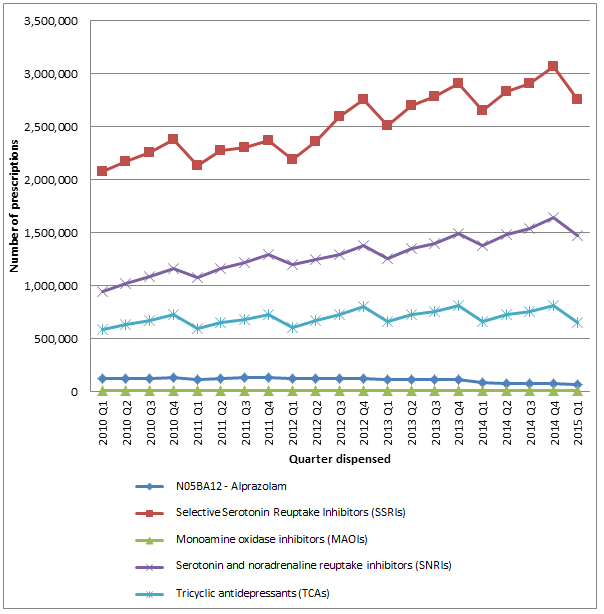 3,500,000
3,000,000
2,500,000
2,000,000
1,500,000
1,000,000
500,000
0
Number of prescriptions
2010 Q1
2010 Q2
2010 Q3
2010 Q4
2011 Q1
2011 Q2
2011 Q3
2011 Q4
2012 Q1
2012 Q2
2012 Q3
2012 Q4
2013 Q1
2013 Q2
2013 Q3
2013 Q4
2014 Q1
2014 Q2
2014 Q3
2014 Q4
2015 Q1
Quarter dispensed
N05BA12 - Alprazolam
Selective Serotonin Reuptake Inhibitors (SSRIs)
Monoamine oxidase inhibitors (MAOIs)
Serotonin and noradrenaline reuptake inhibitors (SNRIs)
Tricyclic antidepressants (TCAs)